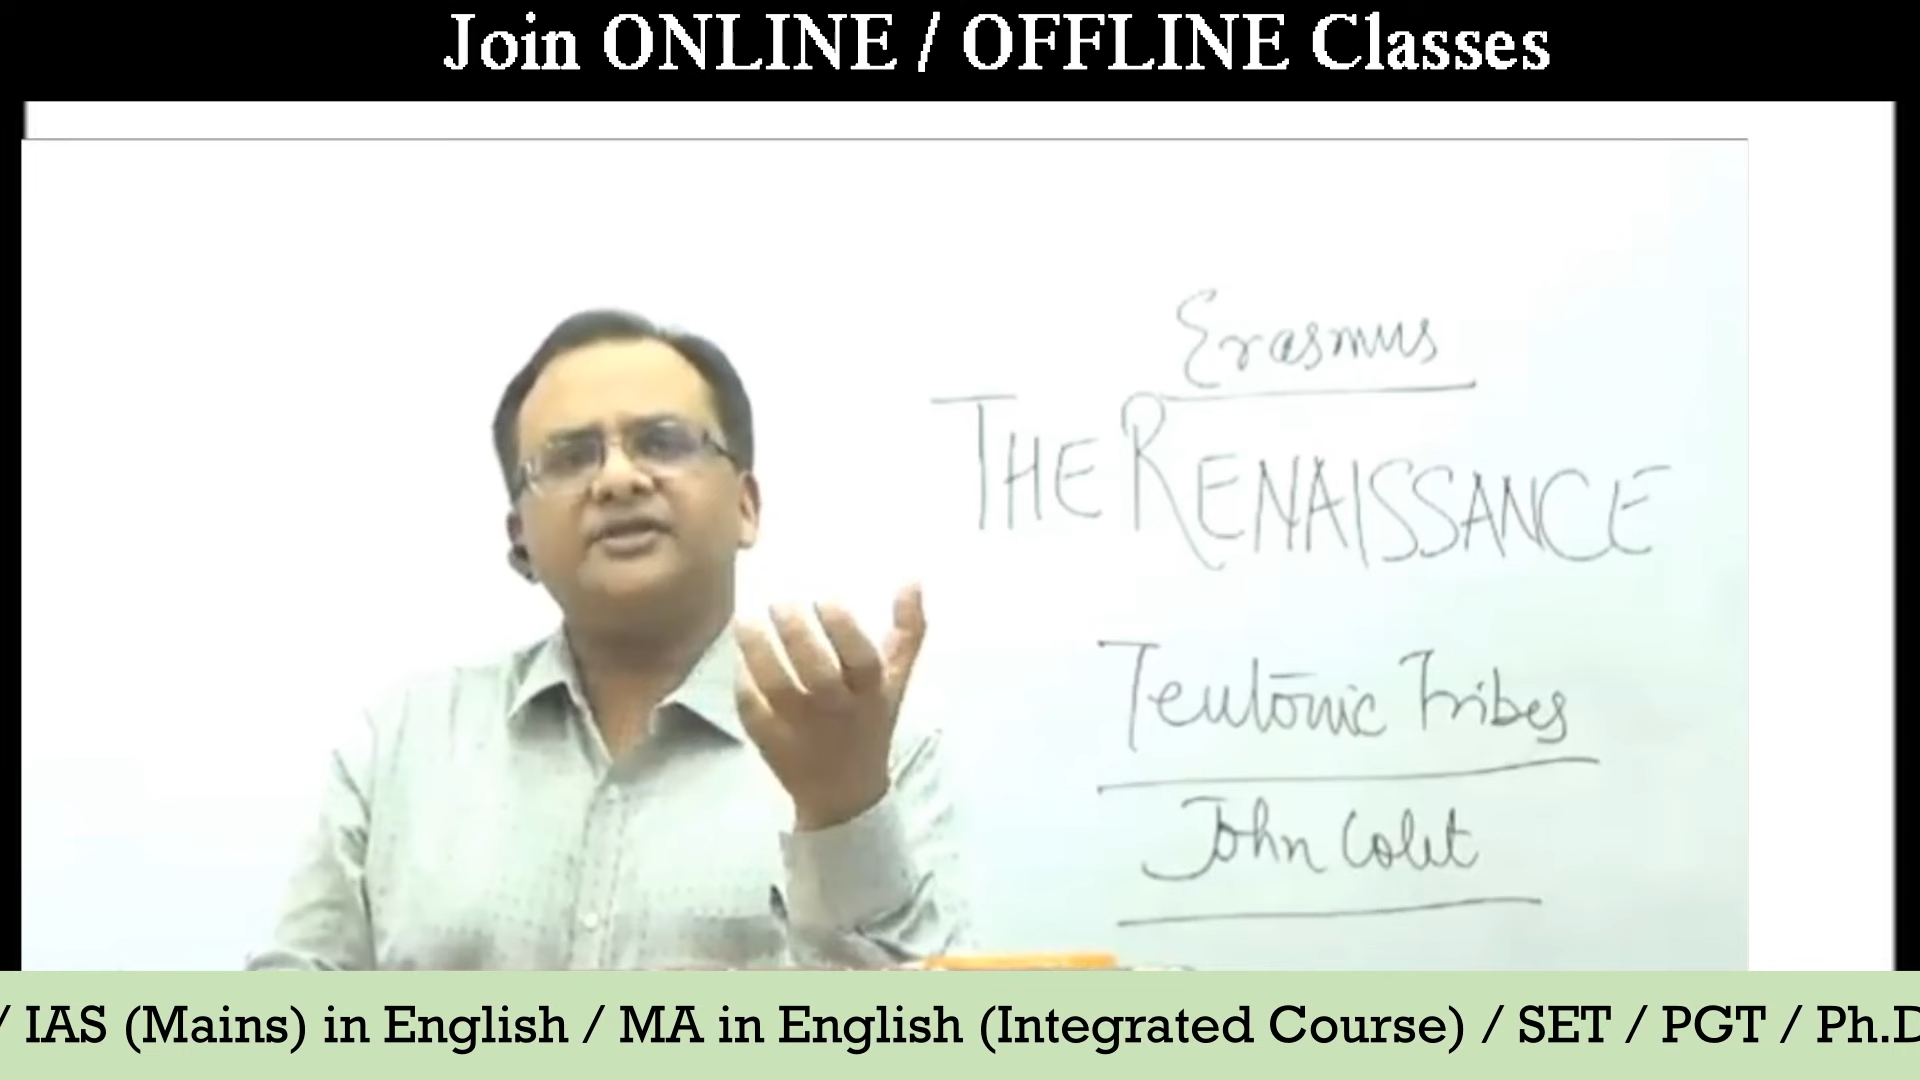 Join ONLINE / OFFLINE Classes
Erasmus
THE RENAISSANCE
Teutonic Tribes
John Colet
/ IAS (Mains) in English / MA in English (Integrated Course) / SET / PGT / Ph.D